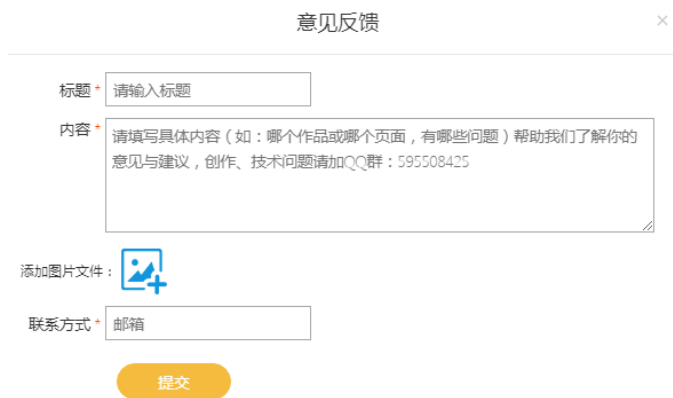 意见反馈
×
标题 *
请输入标题
内容 *
请填写具体内容（如：哪个作品或哪个页面，有哪些问题）帮助我们了解你的
意见与建议，创作、技术问题请加QQ群：595508425
添加图片文件：
联系方式 *
邮箱
提交